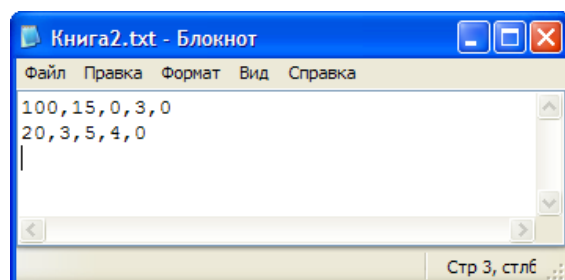 Книга2.txt - Блокнот
Файл Правка Формат Вид Справка
100,15,0,3,0
20,3,5,4,0
Стр 3, стлб